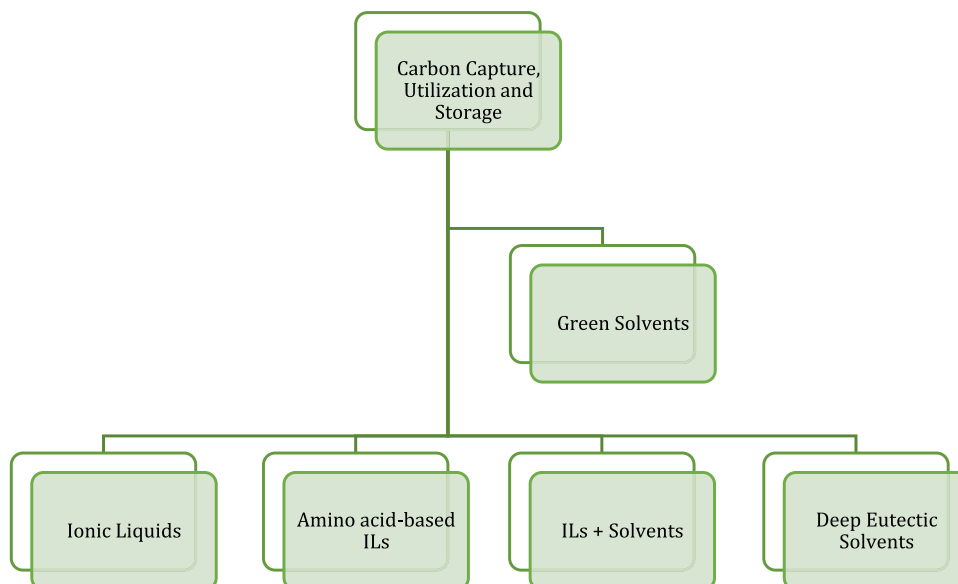 Carbon Capture,
Utilization and
Storage
Green Solvents
Ionic Liquids
Amino acid-based
ILs
ILs + Solvents
Deep Eutectic
Solvents